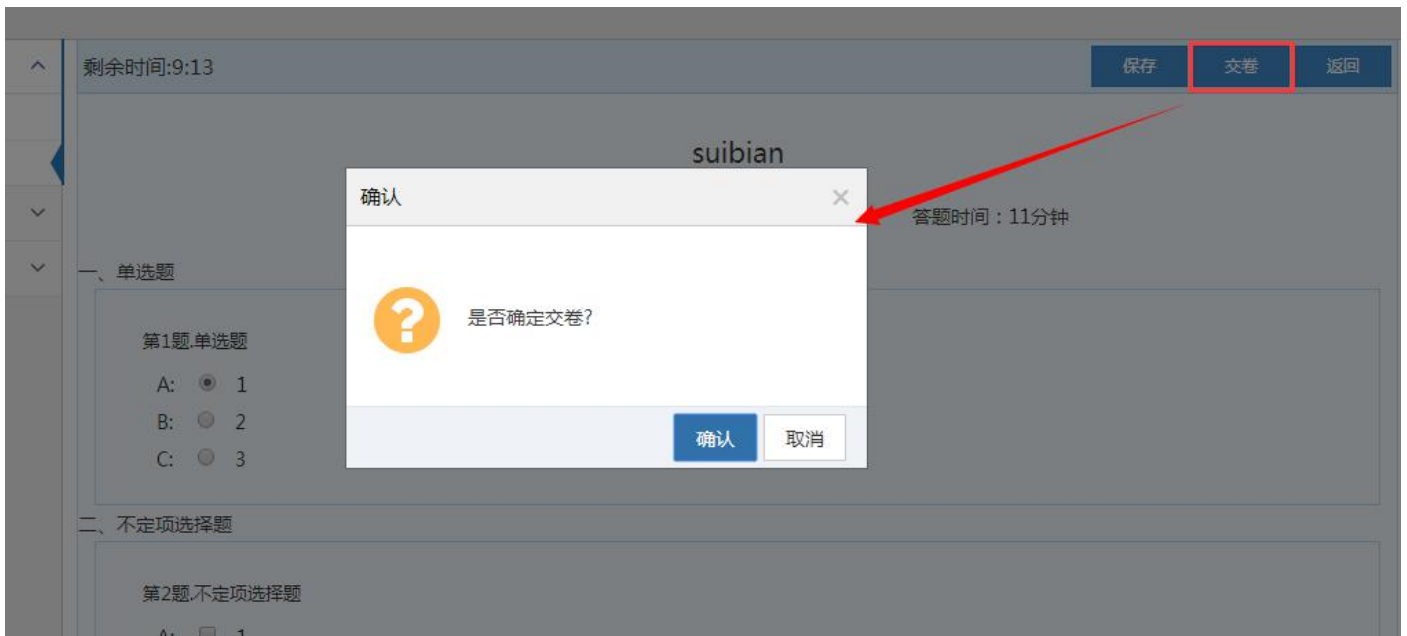 剩余时间:9:13
保存 交卷 返回
suibian
答题时间：11分钟
确认
×
是否确定交卷?
确认 取消
一、单选题
第1题.单选题
A: 1
B: 2
C: 3
二、不定项选择题
第2题.不定项选择题
A: 1